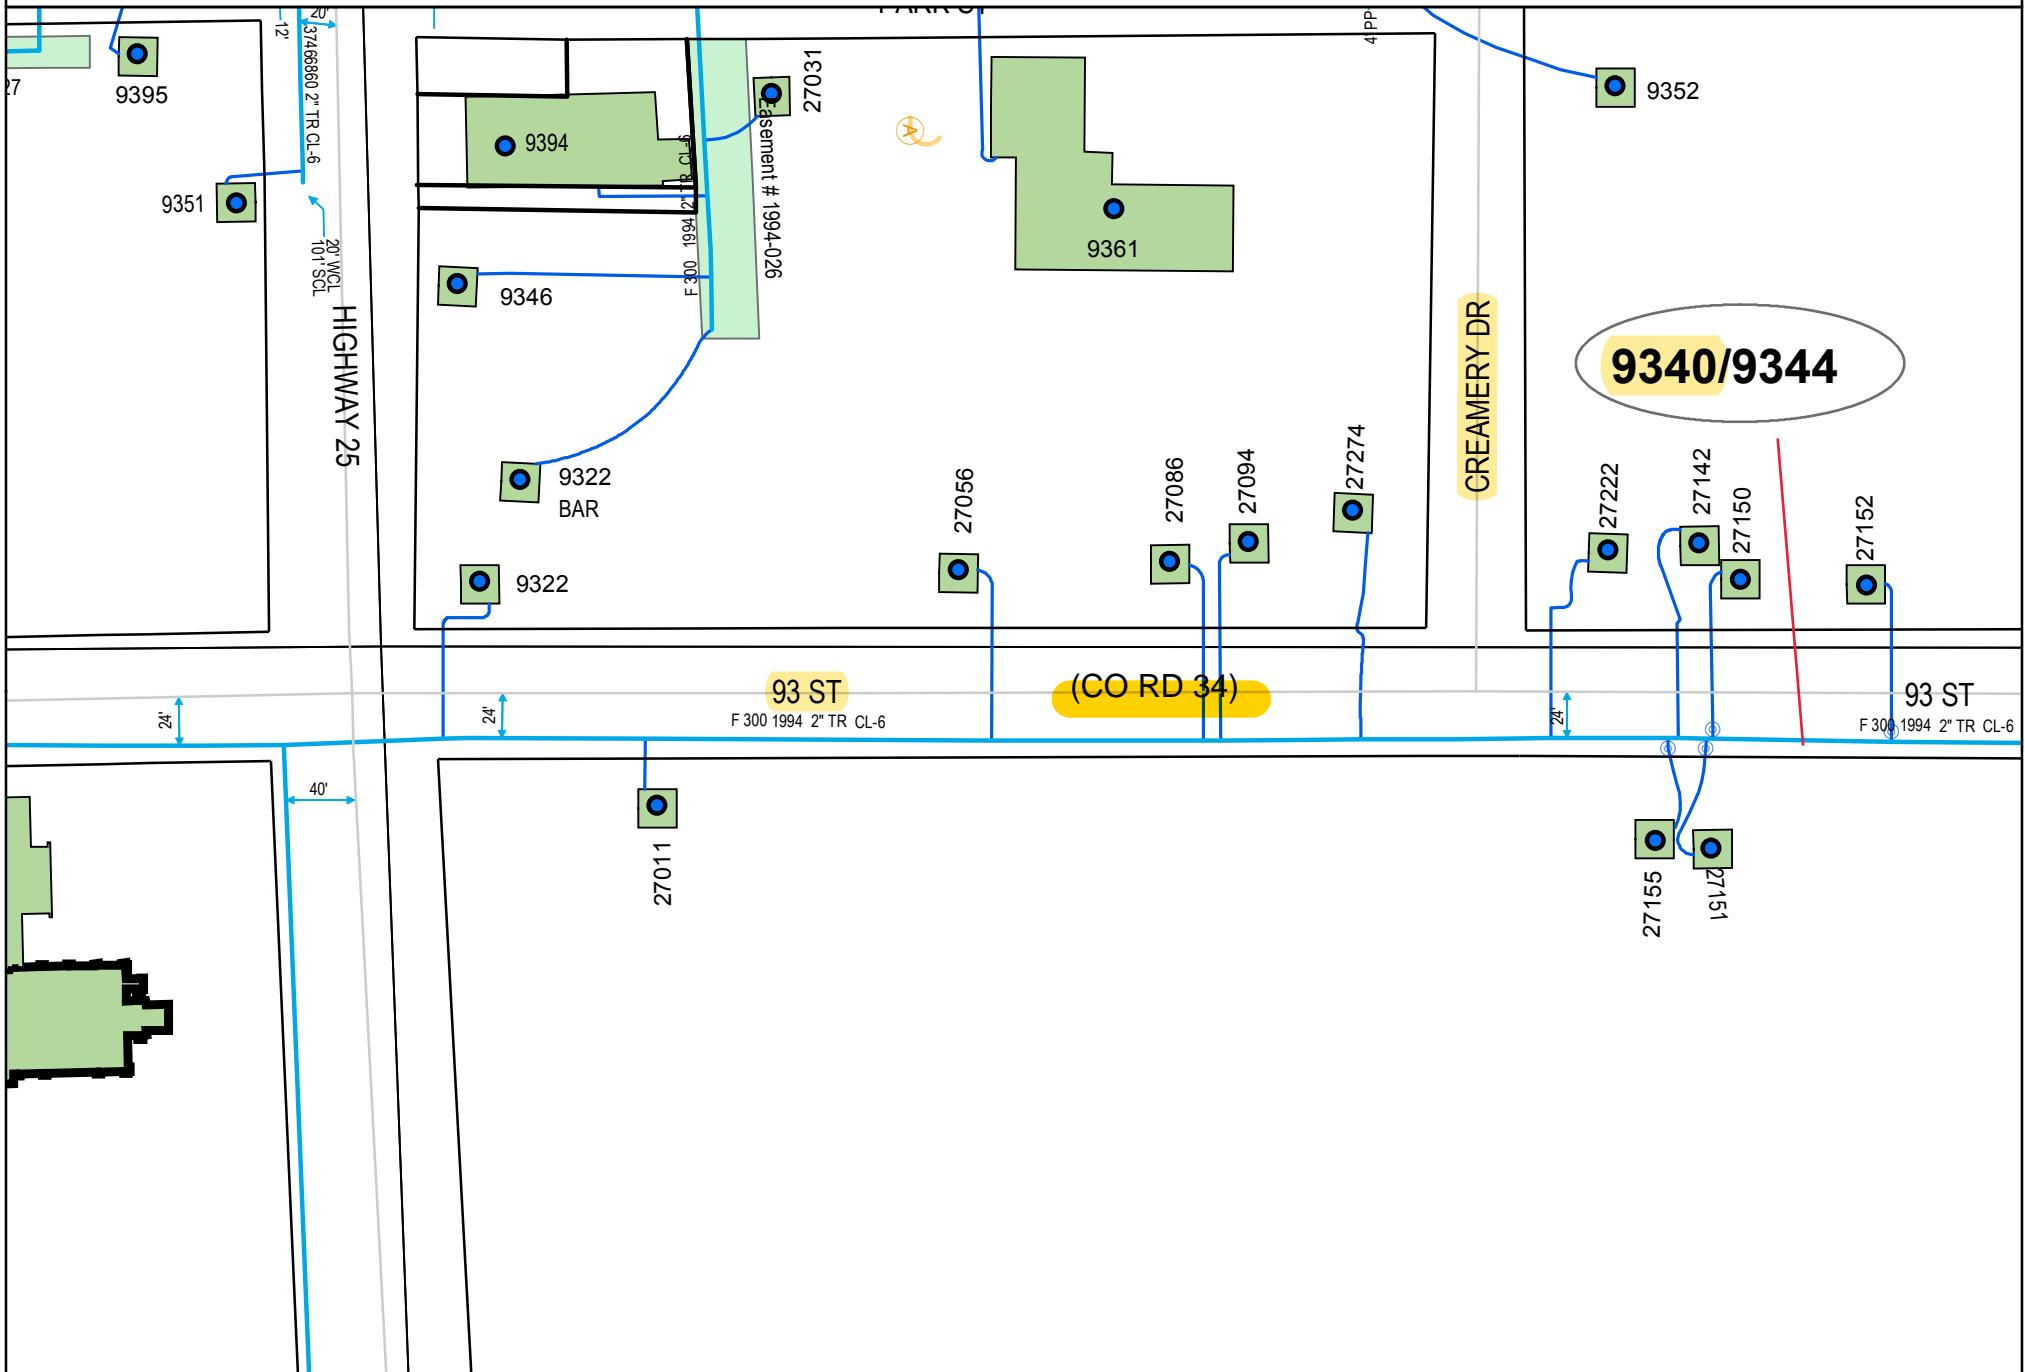 20'
12'
37466860 2" TR CL-6
27
9395
9394
9351
20' WCL
101' SCL
HIGHWAY 25
27031
Easement # 1994-026
F 300 1994 2" TR CL-6
9346
9322
BAR
9322
A
9361
4' PP
9352
CREAMERY DR
9340/9344
27056
27086
27094
27274
27222
27142
27150
27152
93 ST
(CO RD 34)
93 ST
24'
24'
24'
F 300 1994 2" TR CL-6
F 300 1994 2" TR CL-6
40'
27011
27155
27151